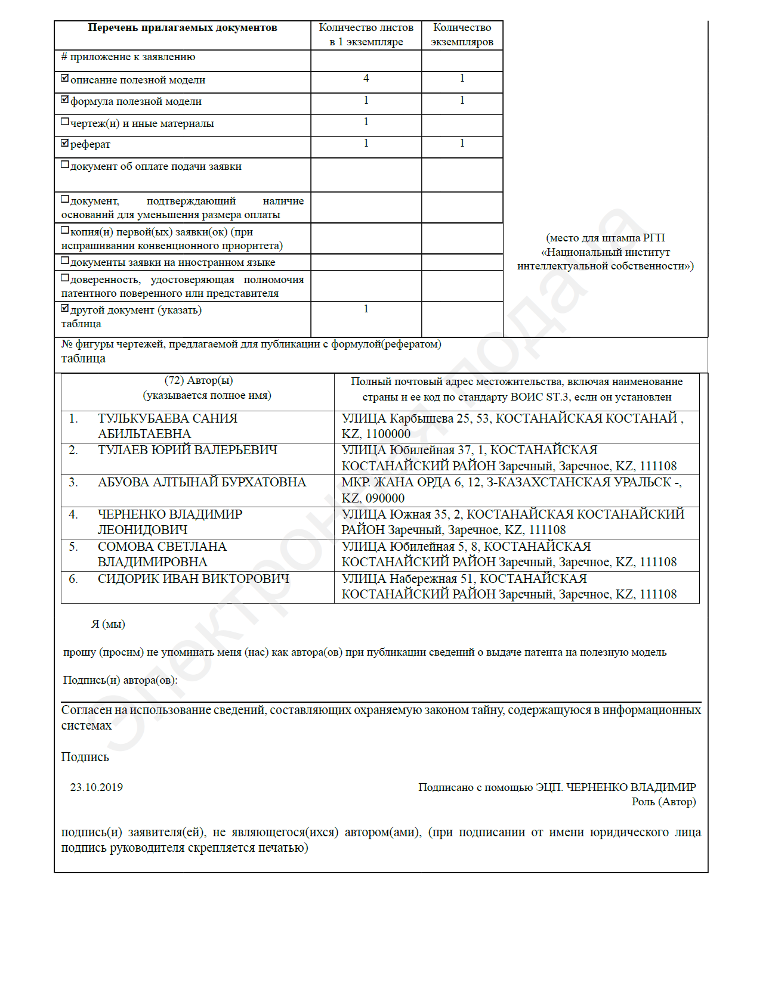 Перечень прилагаемых документов
Количество листов
в 1 экземпляре
Количество
экземпляров
# приложение к заявлению
описание полезной модели 4 1
формула полезной модели 1 1
чертеж(и) и иные материалы 1
реферат 1 1
документ об оплате подачи заявки
документ, подтверждающий наличие
оснований для уменьшения размера оплаты
копия(и) первой(ых) заявки(ок) (при
испрашивании конвенционного приоритета)
документы заявки на иностранном языке
доверенность, удостоверяющая полномочия
патентного поверенного или представителя
другой документ (указать) 1
таблица
(место для штампа РГП
«Национальный институт
интеллектуальной собственности»)
№ фигуры чертежей, предлагаемой для публикации с формулой(рефератом)
таблица
(72) Автор(ы)
(указывается полное имя)
Полный почтовый адрес местожительства, включая наименование
страны и ее код по стандарту ВОИС ST.3, если он установлен
1. ТУЛЬКУБАЕВА САНИЯ
АБИЛЬТАЕВНА
УЛИЦА Карбышева 25, 53, КОСТАНАЙСКАЯ КОСТАНАЙ ,
KZ, 1100000
2. ТУЛАЕВ ЮРИЙ ВАЛЕРЬЕВИЧ
УЛИЦА Юбилейная 37, 1, КОСТАНАЙСКАЯ
КОСТАНАЙСКИЙ РАЙОН Заречный, Заречное, KZ, 111108
3. АБУОВА АЛТЫНАЙ БУРХАТОВНА
МКР. ЖАНА ОРДА 6, 12, З-КАЗАХСТАНСКАЯ УРАЛЬСК -,
KZ, 090000
4. ЧЕРНЕНКО ВЛАДИМИР
ЛЕОНИДОВИЧ
УЛИЦА Южная 35, 2, КОСТАНАЙСКАЯ КОСТАНАЙСКИЙ
РАЙОН Заречный, Заречное, KZ, 111108
5. СОМОВА СВЕТЛАНА
ВЛАДИМИРОВНА
УЛИЦА Юбилейная 5, 8, КОСТАНАЙСКАЯ
КОСТАНАЙСКИЙ РАЙОН Заречный, Заречное, KZ, 111108
6. СИДОРИК ИВАН ВИКТОРОВИЧ
УЛИЦА Набережная 51, КОСТАНАЙСКАЯ
КОСТАНАЙСКИЙ РАЙОН Заречный, Заречное, KZ, 111108
Я (мы)
прошу (просим) не упоминать меня (нас) как автора(ов) при публикации сведений о выдаче патента на полезную модель
Подпись(и) автора(ов):
Согласен на использование сведений, составляющих охраняемую законом тайну, содержащуюся в информационных
системах
Подпись
23.10.2019
Подписано с помощью ЭЦП. ЧЕРНЕНКО ВЛАДИМИР
Роль (Автор)
подпись(и) заявителя(ей), не являющегося(ихся) автором(ами), (при подписании от имени юридического лица
подпись руководителя скрепляется печатью)
Электронная подача